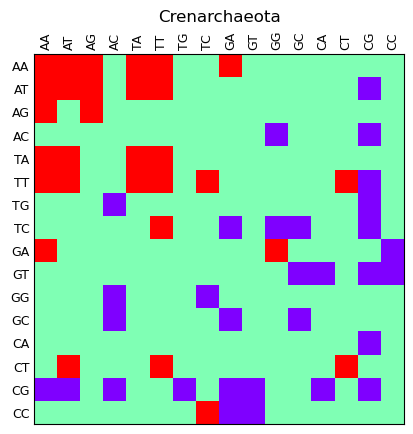 Crenarchaeota
AA AT AG AC TA TT TG TC GA GT GG GC CA CT CG CC
AA
AT
AG
AC
TA
TT
TG
TC
GA
GT
GG
GC
CA
CT
CG
CC